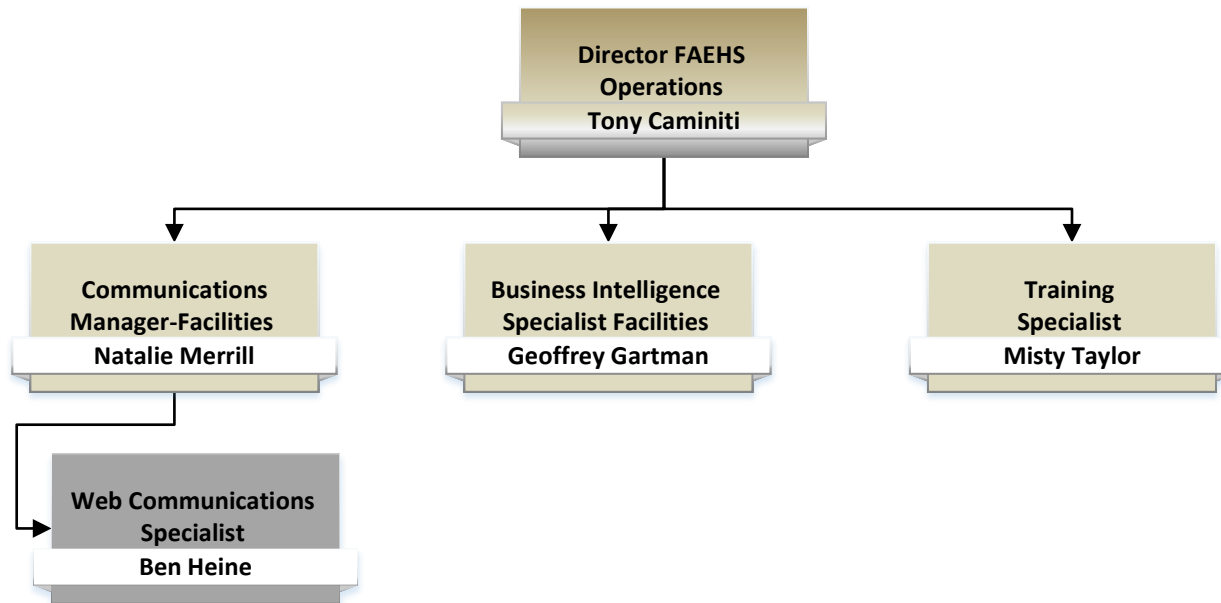 Director FAEHS
Operations
Tony Caminiti
Communications
Manager-Facilities
Natalie Merrill
Business Intelligence
Specialist Facilities
Geoffrey Gartman
Training
Specialist
Misty Taylor
Web Communications
Specialist
Ben Heine